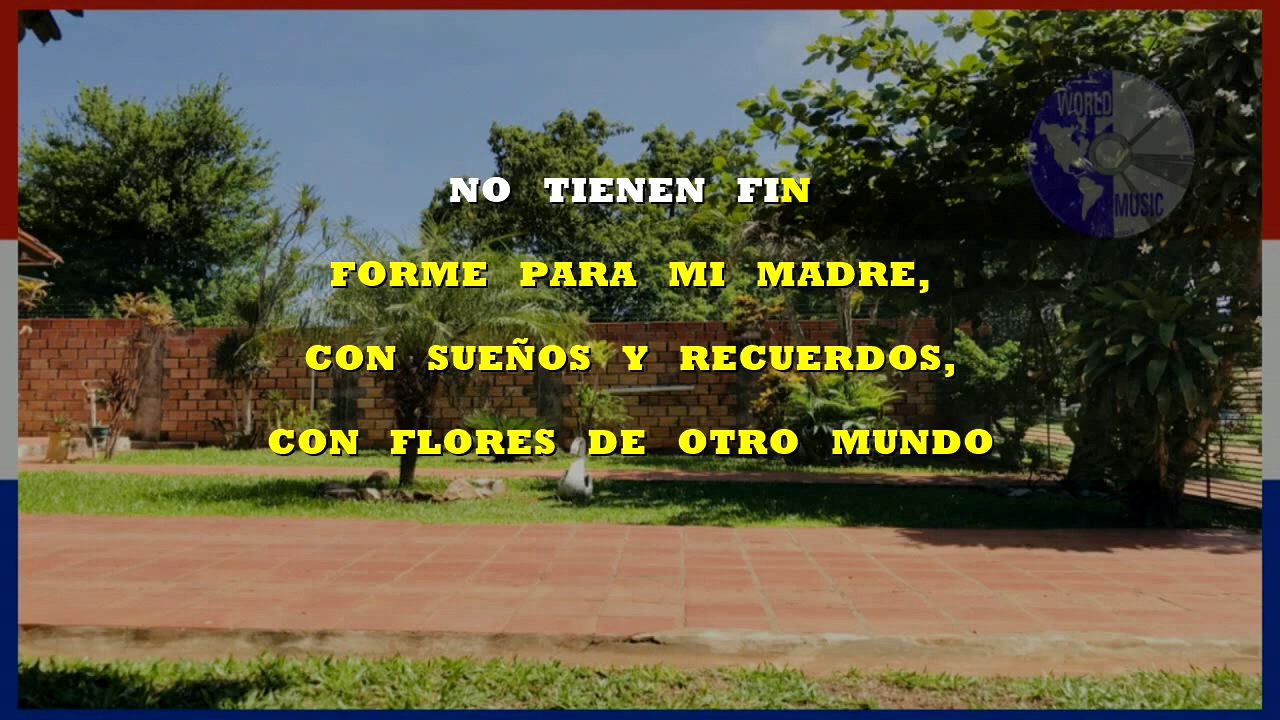 WORLD
MUSIC
NO TIENEN FIN
FORME PARA MI MADRE,
CON SUEÑOS Y RECUERDOS,
CON FLORES DE OTRO MUNDO